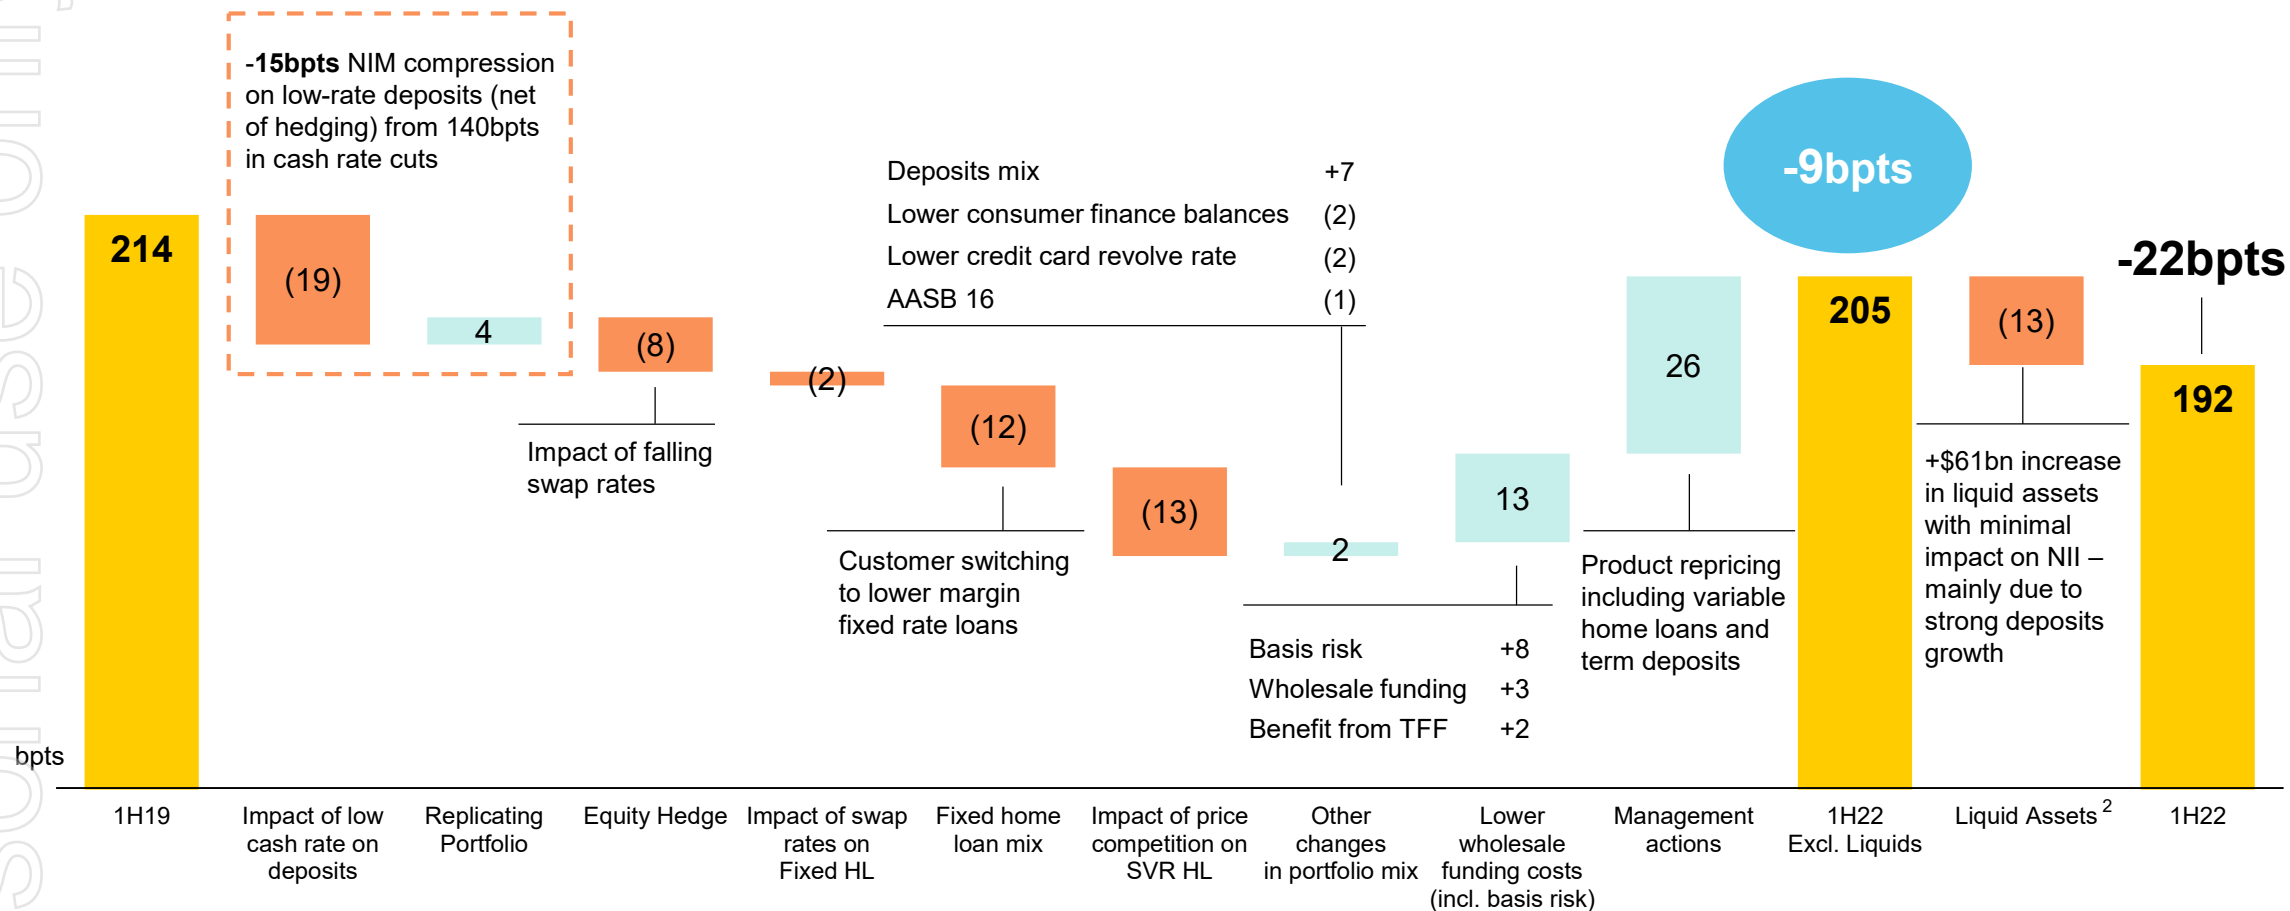 -15bpts NIM compression
on low-rate deposits (net
of hedging) from 140bpts
in cash rate cuts
Deposits mix +7
Lower consumer finance balances (2)
Lower credit card revolve rate (2)
AASB 16 (1)
-9bpts
-22bpts
214
(19)
4
(8)
(2)
(12)
(13)
2
13
26
205
(13)
192
Impact of falling
swap rates
Customer switching
to lower margin
fixed rate loans
Basis risk +8
Wholesale funding +3
Benefit from TFF +2
Product repricing
including variable
home loans and
term deposits
+$61bn increase
in liquid assets
with minimal
impact on NII –
mainly due to
strong deposits
growth
bpts
1H19
Impact of low
cash rate on
deposits
Replicating
Portfolio
Equity Hedge
Impact of swap
rates on
Fixed HL
Fixed home
loan mix
Impact of price
competition on
SVR HL
Other
changes
in portfolio mix
Lower
wholesale
funding costs
(incl. basis risk)
Management
actions
1H22
Excl. Liquids
Liquid Assets 2
1H22